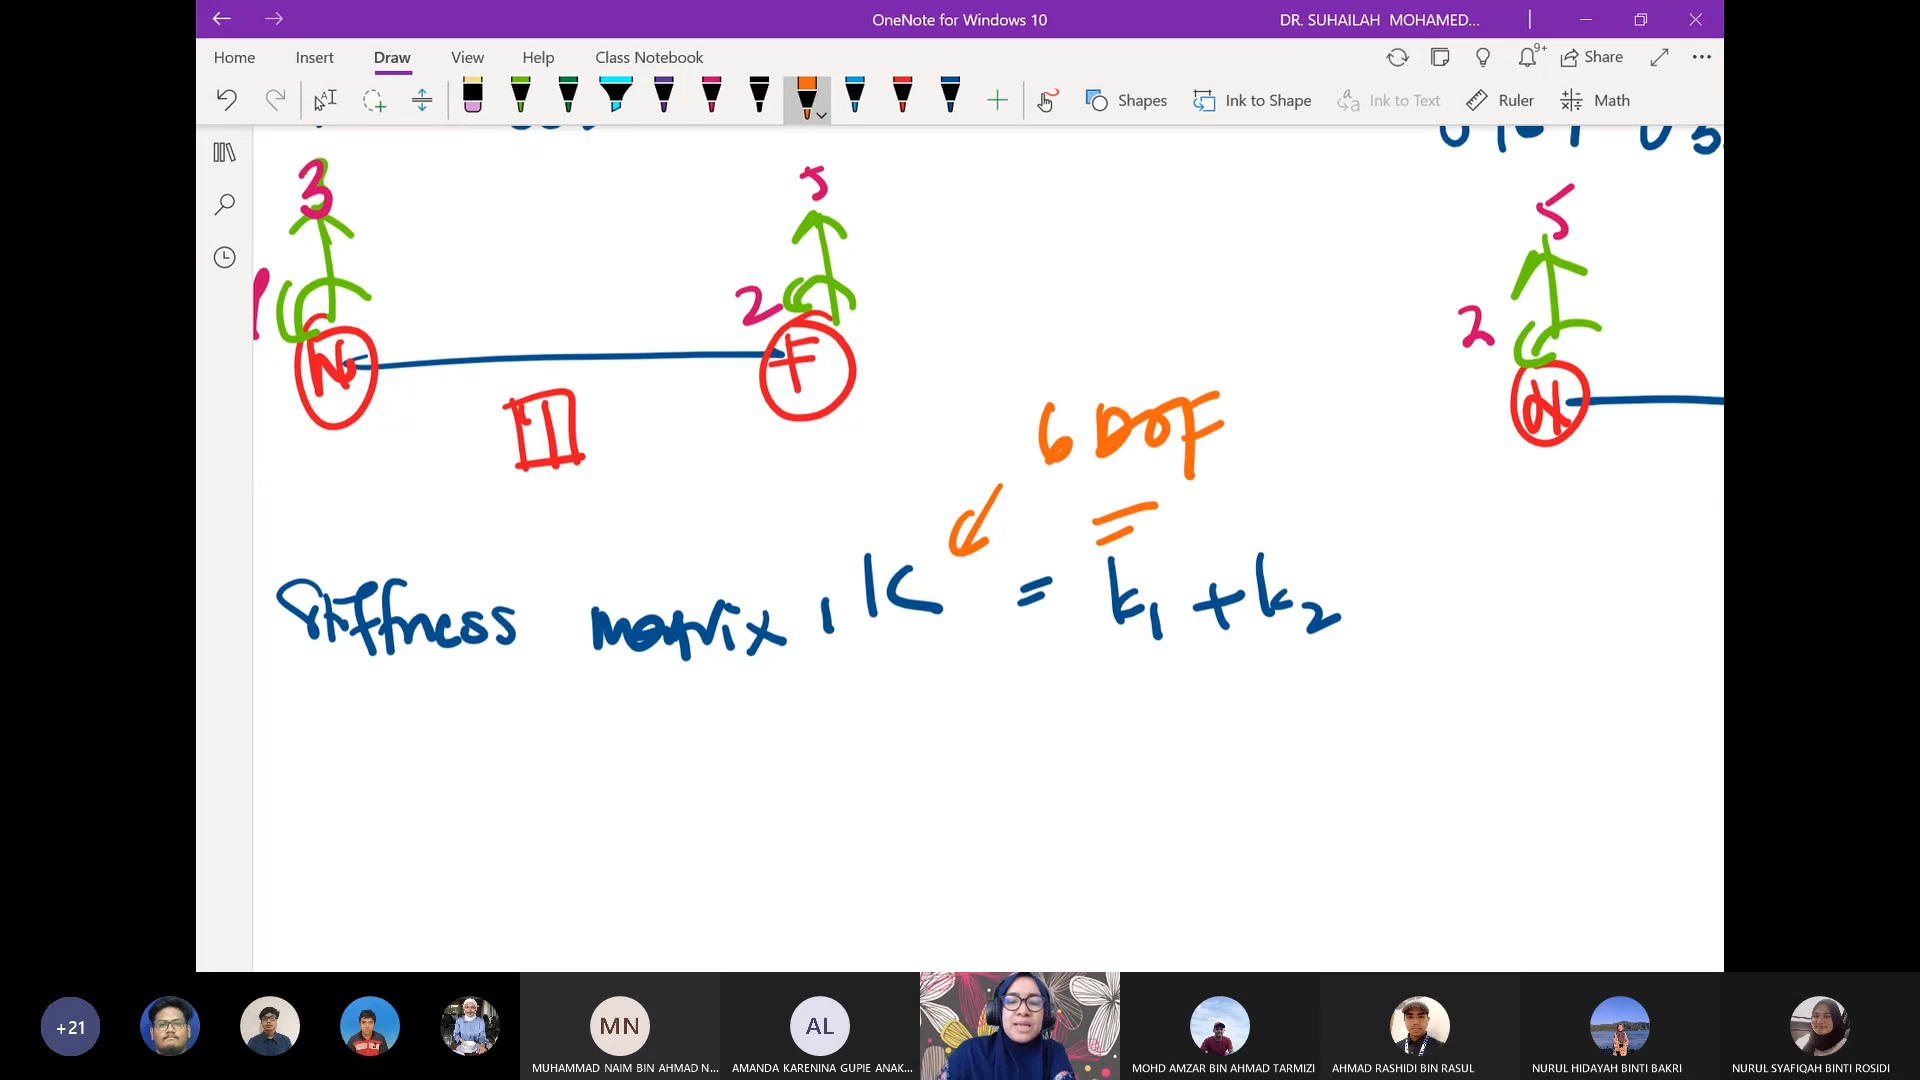 OneNote for Windows 10
DR. SUHAILAH MOHAMED...
Home Insert Draw View Help Class Notebook 9+ Share
Shapes Ink to Shape Ink to Text Ruler Math
3 5 5
2 2
N F N
1
6 DOF
Stiffness matrix, K = k1 + k2
+21
MN AL
MUHAMMAD NAIM BIN AHMAD N... AMANDA KARENINA GUPIE ANAK... MOHD AMZAR BIN AHMAD TARMIZI AHMAD RASHIDI BIN RASUL NURUL HIDAYAH BINTI BAKRI NURUL SYAFIQAH BINTI ROSIDI